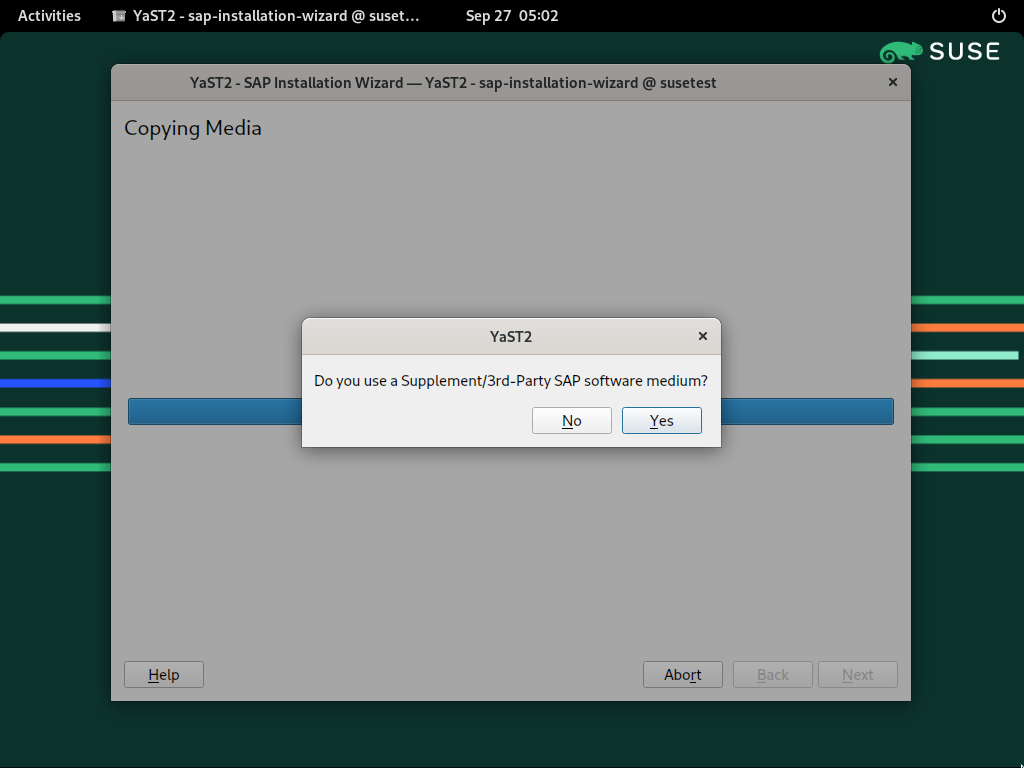 Activities YaST2 - sap-installation-wizard @ suset… Sep 27 05:02
SUSE
YaST2 - SAP Installation Wizard — YaST2 - sap-installation-wizard @ susetest
Copying Media
YaST2
Do you use a Supplement/3rd-Party SAP software medium?
No Yes
Help Abort Back Next